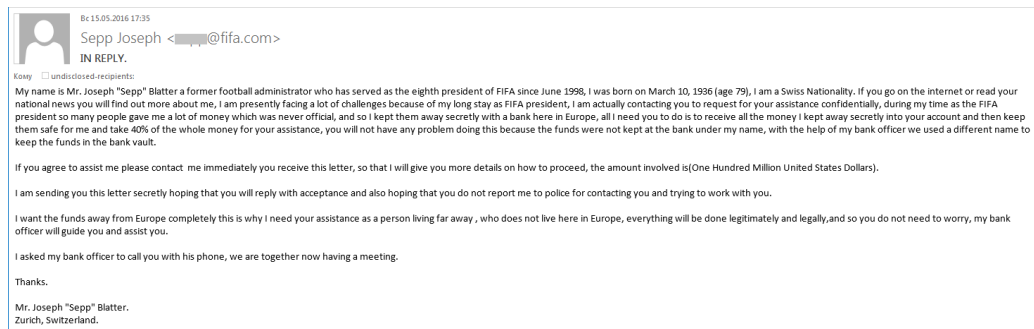 Вс 15.05.2016 17:35
Sepp Joseph < @fifa.com>
IN REPLY.
Кому undisclosed-recipients:
My name is Mr. Joseph "Sepp" Blatter a former football administrator who has served as the eighth president of FIFA since June 1998, I was born on March 10, 1936 (age 79), I am a Swiss Nationality. If you go on the internet or read your
national news you will find out more about me, I am presently facing a lot of challenges because of my long stay as FIFA president, I am actually contacting you to request for your assistance confidentially, during my time as the FIFA
president so many people gave me a lot of money which was never official, and so I kept them away secretly with a bank here in Europe, all I need you to do is to receive all the money I kept away secretly into your account and then keep
them safe for me and take 40% of the whole money for your assistance, you will not have any problem doing this because the funds were not kept at the bank under my name, with the help of my bank officer we used a different name to
keep the funds in the bank vault.
If you agree to assist me please contact me immediately you receive this letter, so that I will give you more details on how to proceed, the amount involved is(One Hundred Million United States Dollars).
I am sending you this letter secretly hoping that you will reply with acceptance and also hoping that you do not report me to police for contacting you and trying to work with you.
I want the funds away from Europe completely this is why I need your assistance as a person living far away , who does not live here in Europe, everything will be done legitimately and legally,and so you do not need to worry, my bank
officer will guide you and assist you.
I asked my bank officer to call you with his phone, we are together now having a meeting.
Thanks.
Mr. Joseph "Sepp" Blatter.
Zurich, Switzerland.